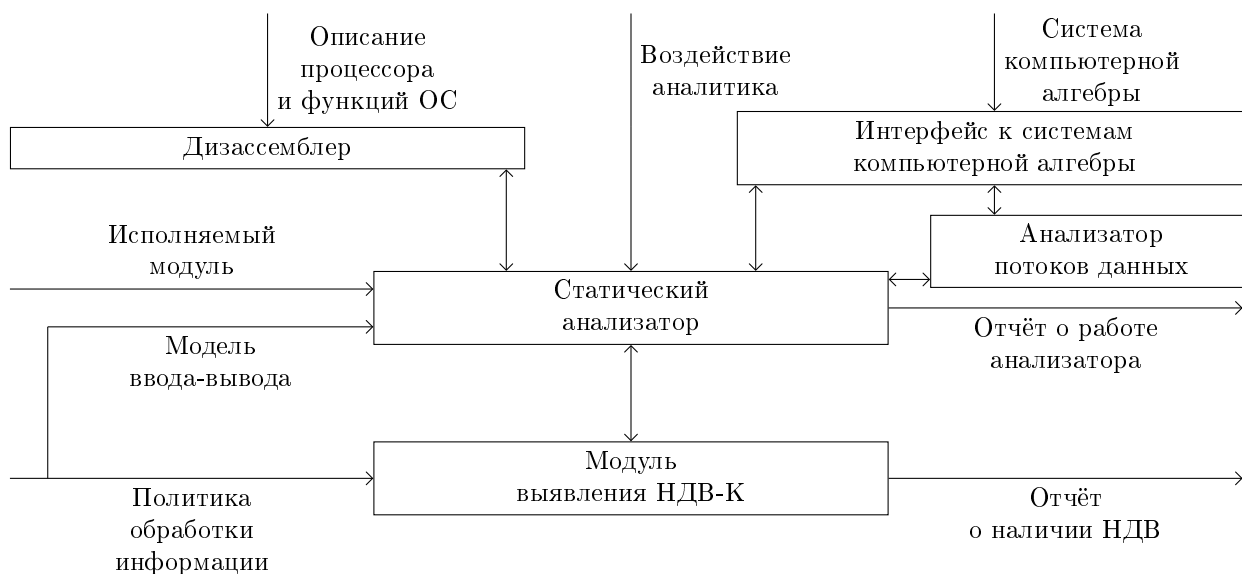 Описание
процессора
и функций ОС
Воздействие
аналитика
Система
компьютерной
алгебры
Дизассемблер
Интерфейс к системам
компьютерной алгебры
Исполняемый
модуль
Анализатор
потоков данных
Статический
анализатор
Модель
ввода-вывода
Отчёт о работе
анализатора
Модуль
выявления НДВ-К
Политика
обработки
информации
Отчёт
о наличии НДВ